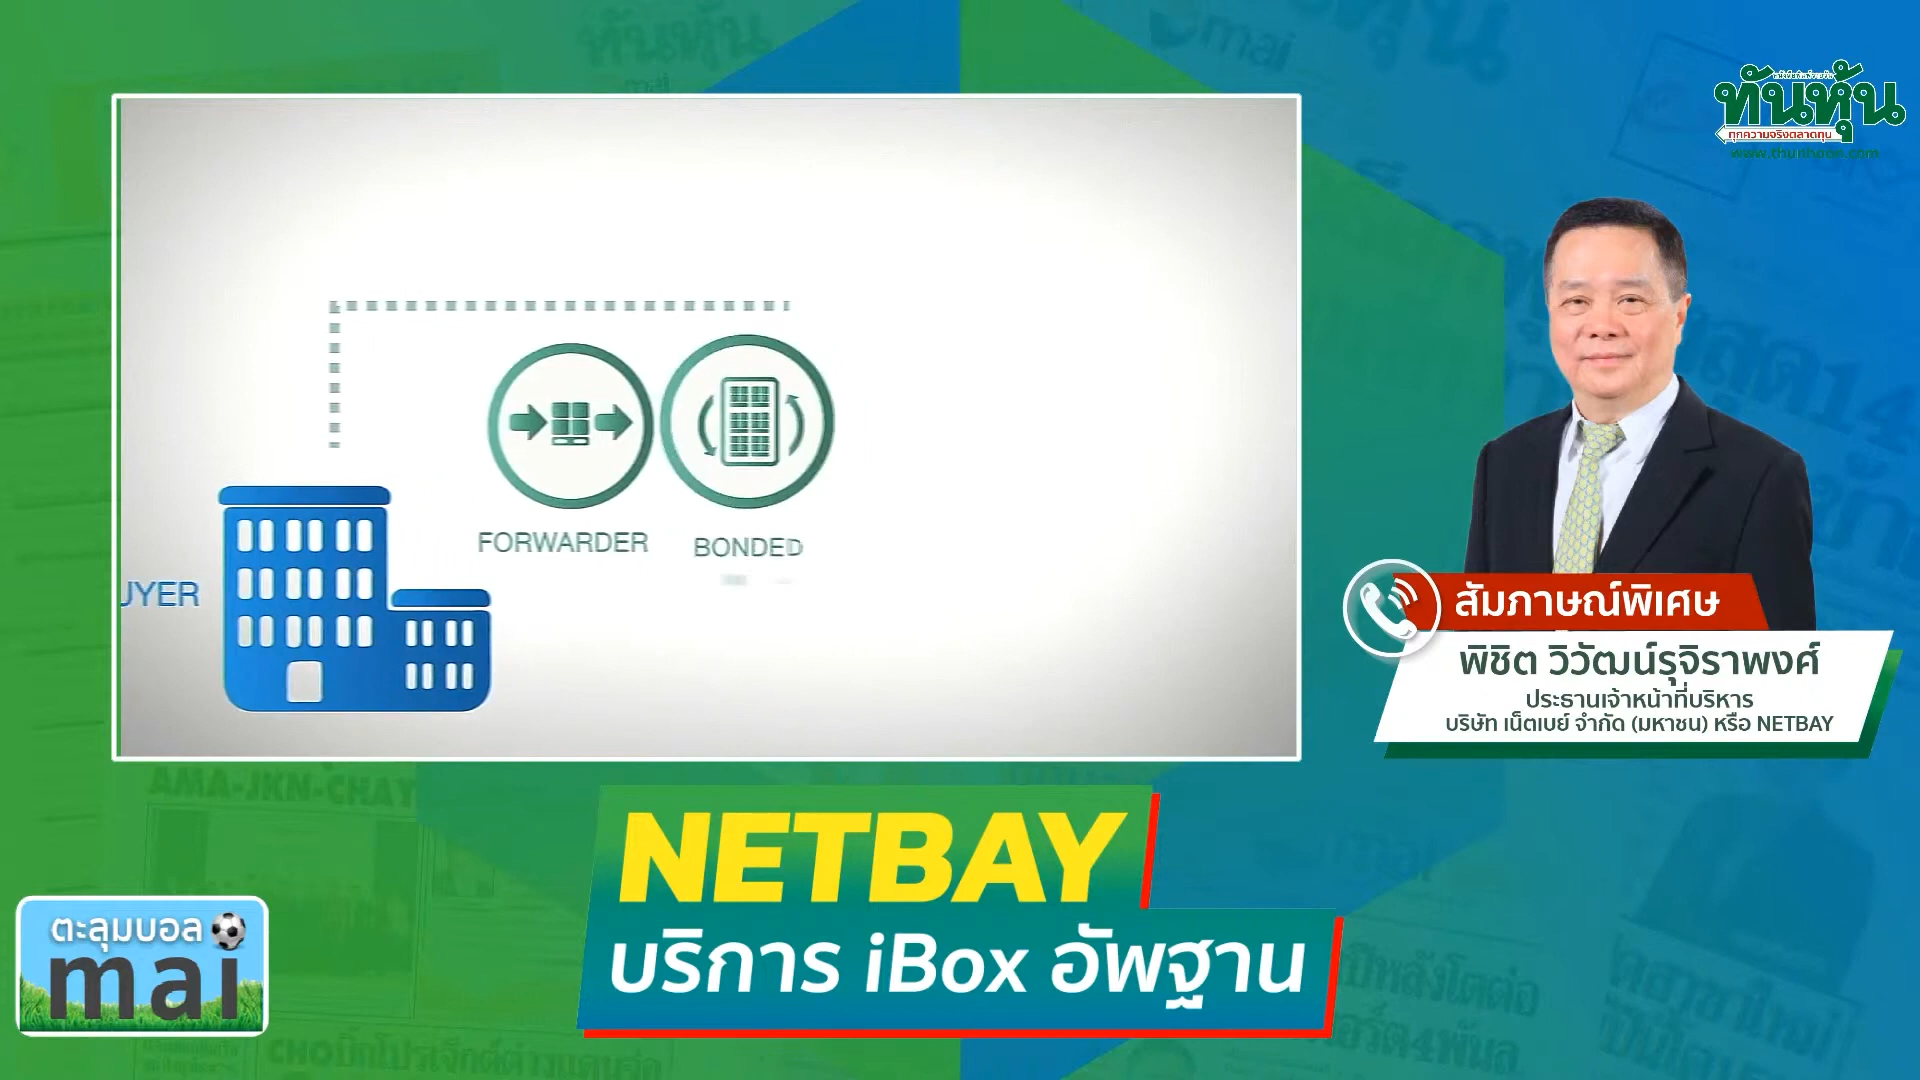 ทันหุ้น
ทุกความจริงตลาดทุน
FORWARDER
BONDED
UYER
สัมภาษณ์พิเศษ
พิชิต วิวัฒน์รุจิราพงศ์
ประธานเจ้าหน้าที่บริหาร
บริษัท เน็ตเบย์ จำกัด (มหาชน) หรือ NETBAY
AMA-JKN-CHAY
NETBAY
บริการ iBox อัพฐาน
ตะลุมบอล
mai